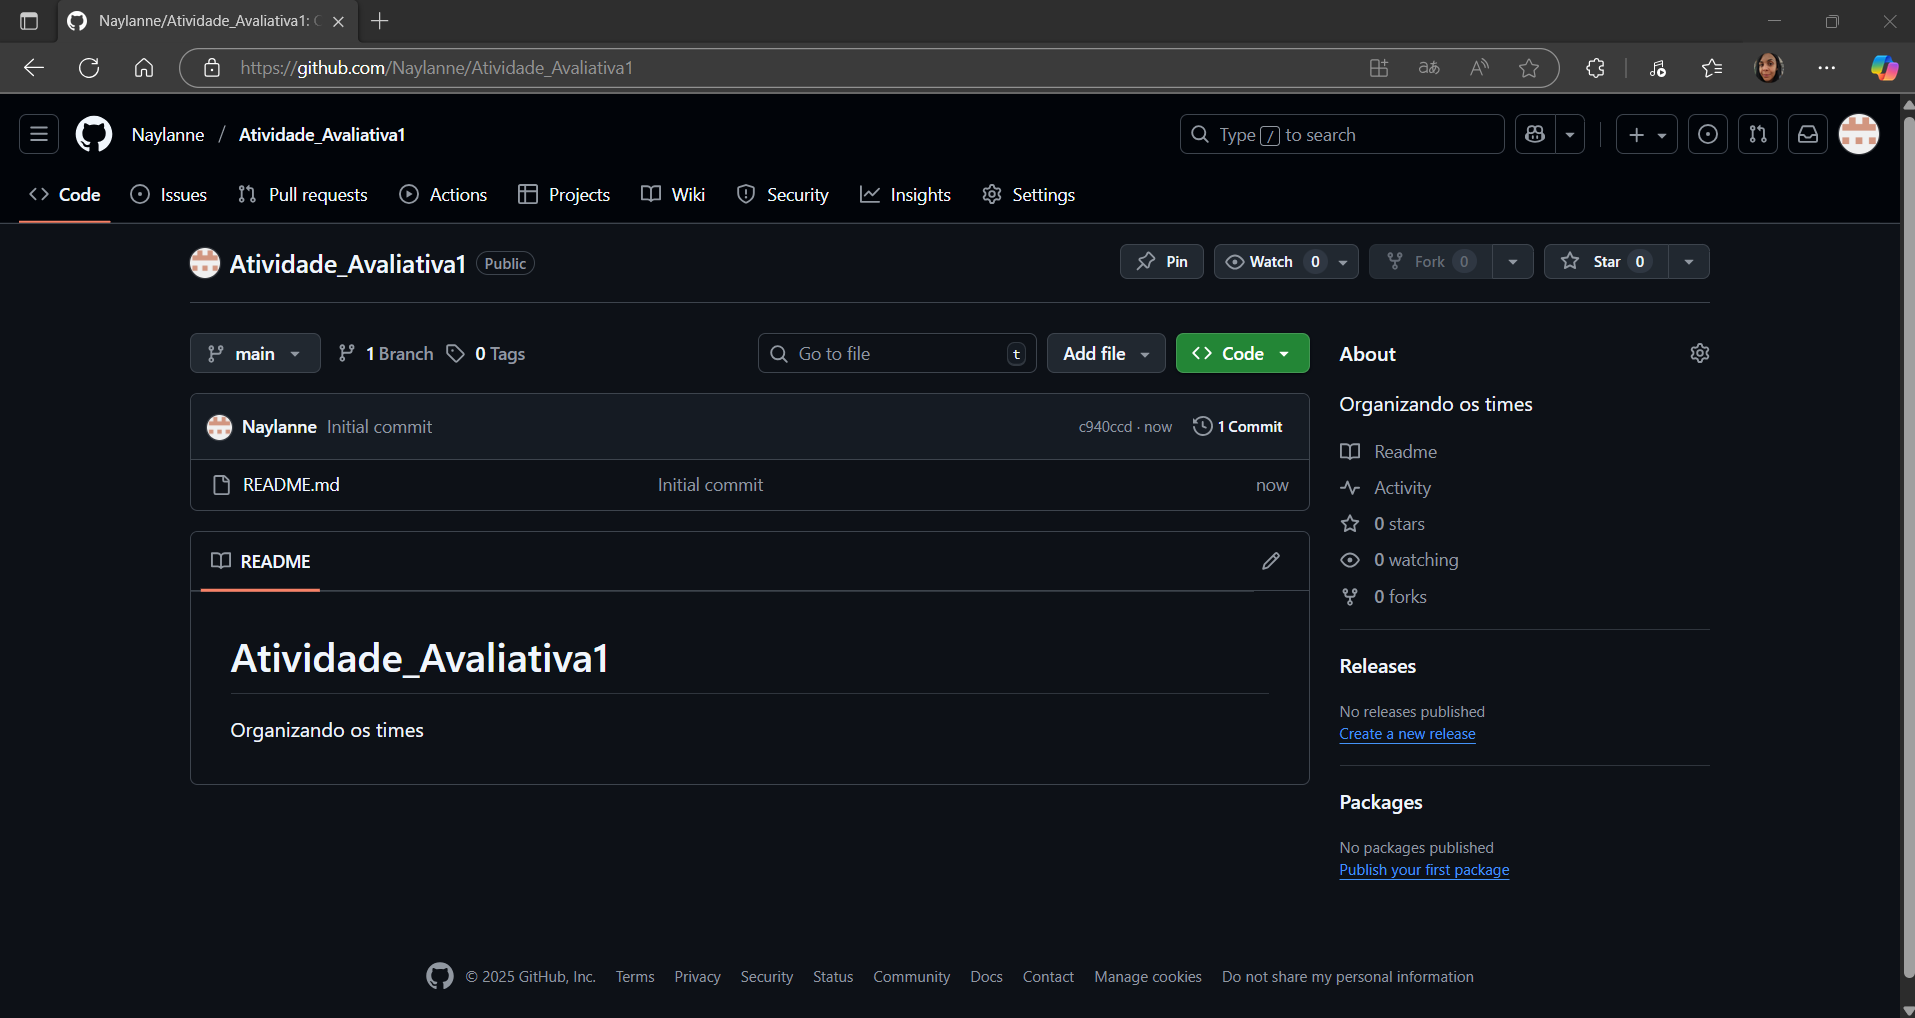 Naylanne/Atividade_Avaliativa1:
https://github.com/Naylanne/Atividade_Avaliativa1
Naylanne / Atividade_Avaliativa1
Type / to search
Code Issues Pull requests Actions Projects Wiki Security Insights Settings
Atividade_Avaliativa1 Public
Pin Watch 0 Fork 0 Star 0
main 1 Branch 0 Tags Go to file t Add file Code
Naylanne Initial commit c940ccd · now 1 Commit
README.md Initial commit now
README
Atividade_Avaliativa1
Organizando os times
About
Organizando os times
Readme
Activity
0 stars
0 watching
0 forks
Releases
No releases published
Create a new release
Packages
No packages published
Publish your first package
© 2025 GitHub, Inc. Terms Privacy Security Status Community Docs Contact Manage cookies Do not share my personal information